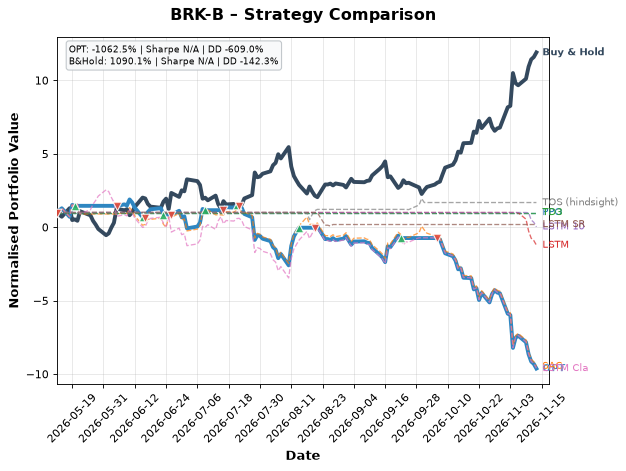 BRK-B – Strategy Comparison
OPT: -1062.5% | Sharpe N/A | DD -609.0%
B&Hold: 1090.1% | Sharpe N/A | DD -142.3%
Buy & Hold
TOS (hindsight)
LSTM
Normalised Portfolio Value
10
5
0
−5
−10
2026-05-19
2026-05-31
2026-06-12
2026-06-24
2026-07-06
2026-07-18
2026-07-30
2026-08-11
2026-08-23
2026-09-04
2026-09-16
2026-09-28
2026-10-10
2026-10-22
2026-11-03
2026-11-15
Date